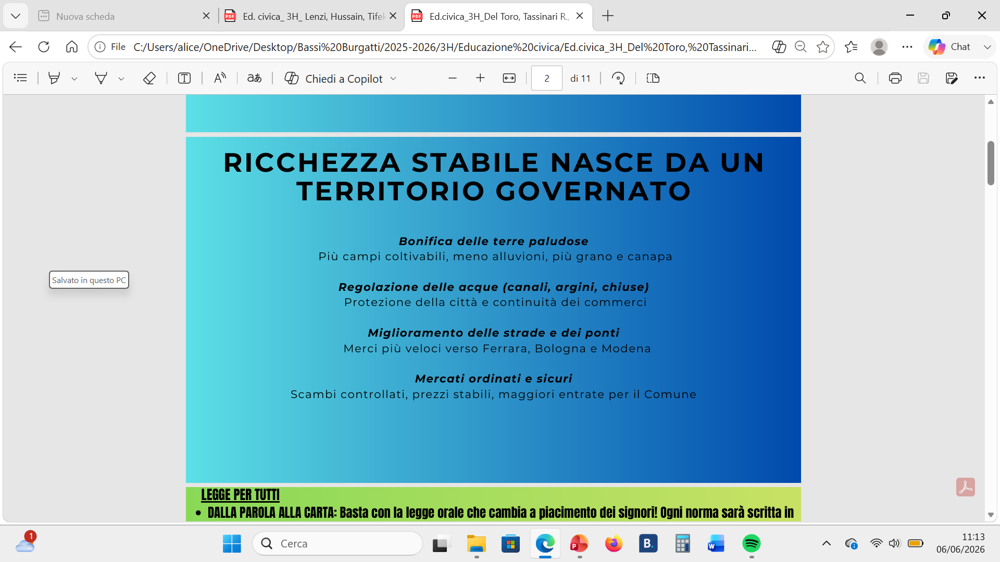 Nuova scheda
Ed. civica_ 3H_ Lenzi, Hussain, Tifek
Ed.civica_3H_Del Toro, Tassinari R.,
File
C:/Users/alice/OneDrive/Desktop/Bassi%20Burgatti/2025-2026/3H/Educazione%20civica/Ed.civica_3H_Del%20Toro,%20Tassinari...
Chat
Chiedi a Copilot
2
di 11
RICCHEZZA STABILE NASCE DA UN
TERRITORIO GOVERNATO
Bonifica delle terre paludose
Più campi coltivabili, meno alluvioni, più grano e canapa
Regolazione delle acque (canali, argini, chiuse)
Protezione della città e continuità dei commerci
Miglioramento delle strade e dei ponti
Merci più veloci verso Ferrara, Bologna e Modena
Mercati ordinati e sicuri
Scambi controllati, prezzi stabili, maggiori entrate per il Comune
Salvato in questo PC
LEGGE PER TUTTI
• DALLA PAROLA ALLA CARTA: Basta con la legge orale che cambia a piacimento dei signori! Ogni norma sarà scritta in
1
Cerca
11:13
06/06/2026